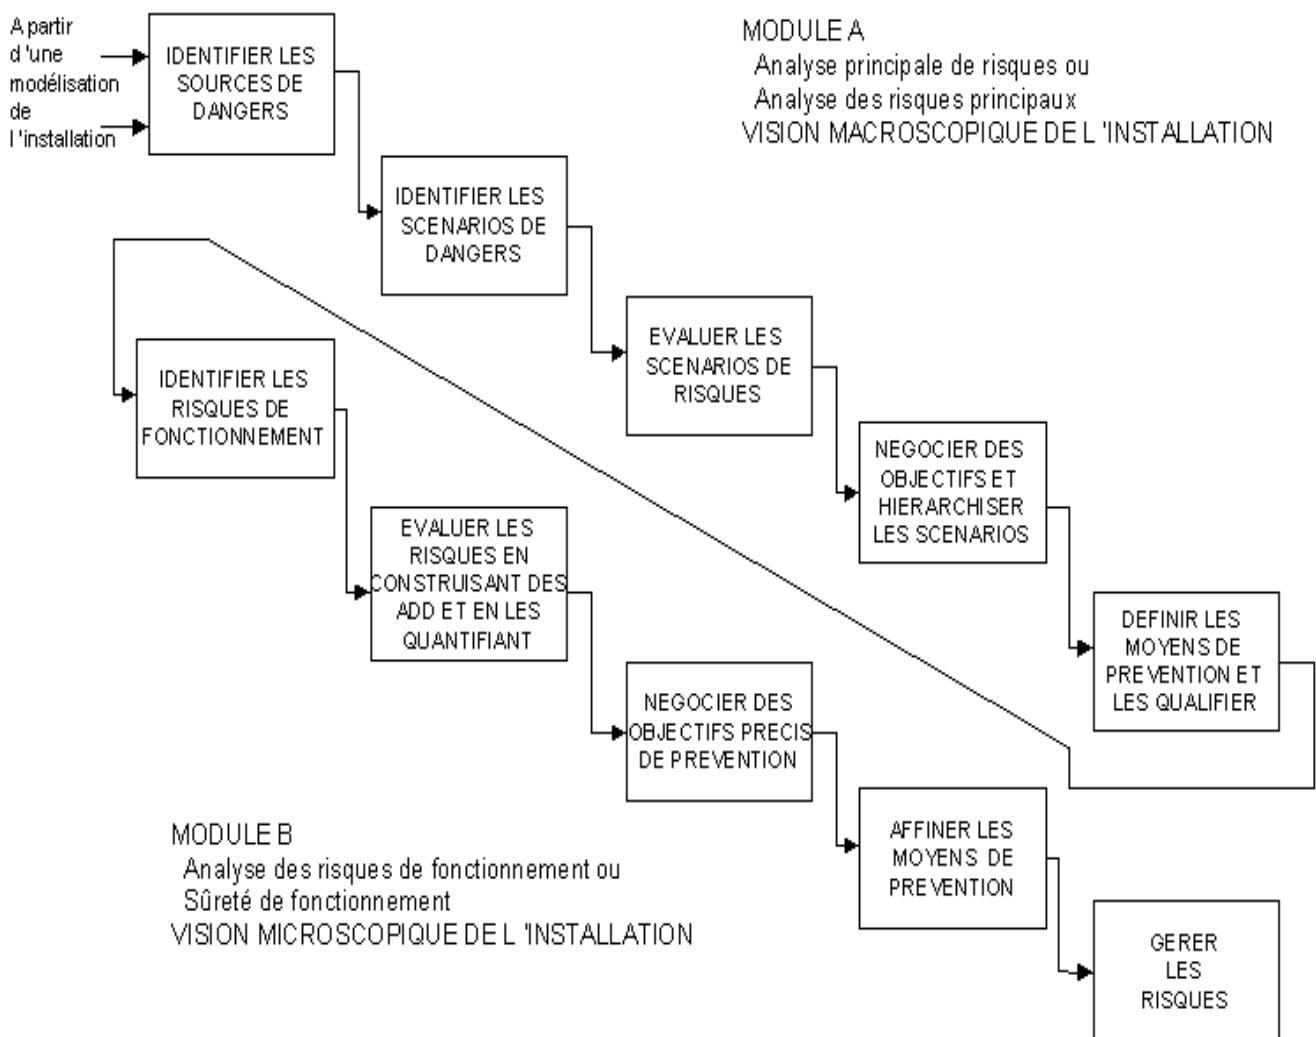 A partir
d 'une
modélisation
de
l 'installation
IDENTIFIER LES
SOURCES DE
DANGERS
MODULE A
Analyse principale de risques ou
Analyse des risques principaux
VISION MACROSCOPIQUE DE L 'INSTALLATION
IDENTIFIER LES
SCENARIOS DE
DANGERS
EVALUER LES
SCENARIOS DE
RISQUES
NEGOCIER DES
OBJECTIFS ET
HIERARCHISER
LES SCENARIOS
DEFINIR LES
MOYENS DE
PREVENTION ET
LES QUALIFIER
IDENTIFIER LES
RISQUES DE
FONCTIONNEMENT
EVALUER LES
RISQUES EN
CONSTRUISANT DES
ADD ET EN LES
QUANTIFIANT
NEGOCIER DES
OBJECTIFS PRECIS
DE PREVENTION
AFFINER LES
MOYENS DE
PREVENTION
GERER
LES
RISQUES
MODULE B
Analyse des risques de fonctionnement ou
Sûreté de fonctionnement
VISION MICROSCOPIQUE DE L 'INSTALLATION